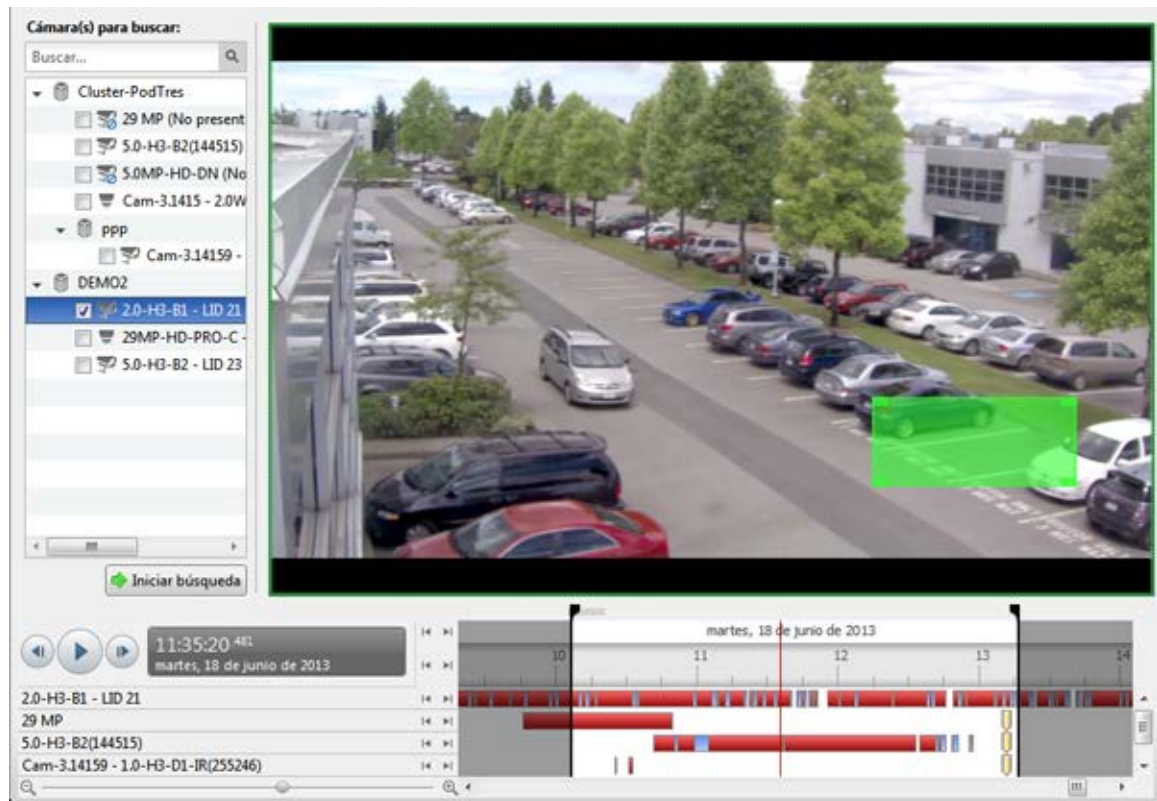 Cámara(s) para buscar:
Buscar...
Cluster-PodTres
29 MP (No present
5.0-H3-B2(144515)
5.0MP-HD-DN (No
Cam-3.1415 - 2.0W
PPP
Cam-3.14159 -
DEMO2
2.0-H3-B1 - LID 21
29MP-HD-PRO-C -
5.0-H3-B2 - LID 23
Iniciar búsqueda
11:35:20.481
martes, 18 de junio de 2013
martes, 18 de junio de 2013
10 11 12 13 14
2.0-H3-B1 - LID 21
29 MP
5.0-H3-B2(144515)
Cam-3.14159 - 1.0-H3-D1-IR(255246)